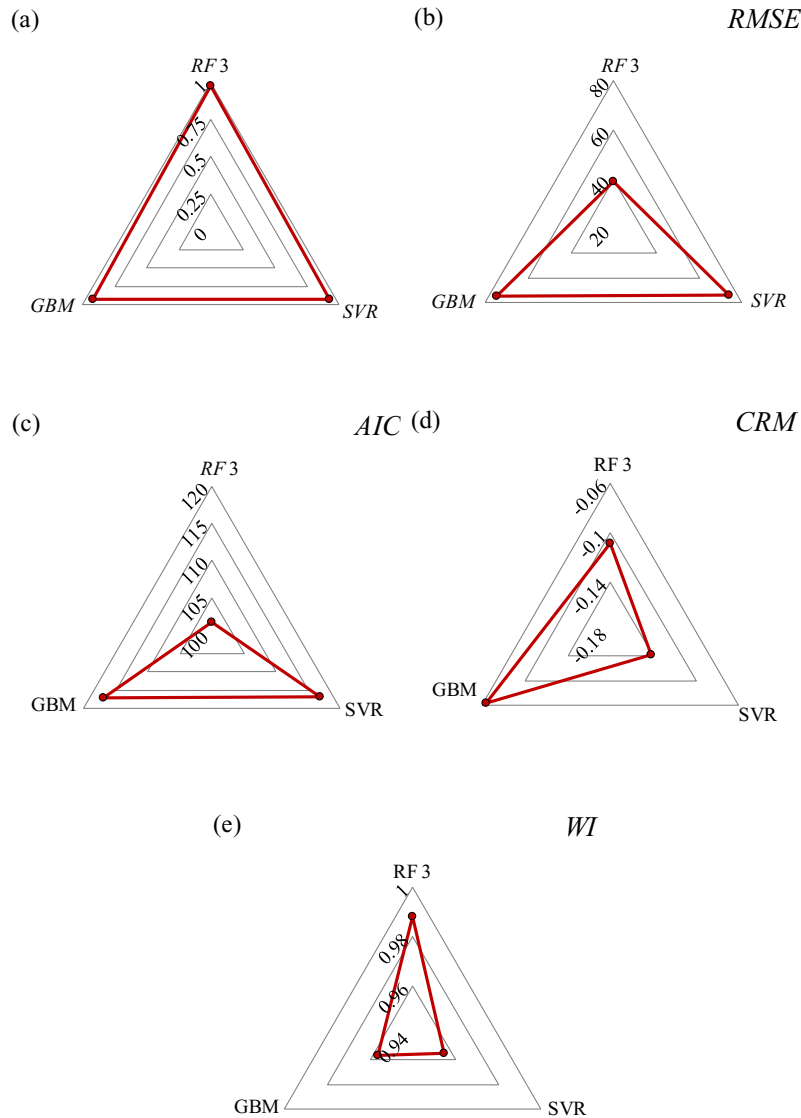 (a)
RF 3
1
0.75
0.5
0.25
0
GBM
SVR
(b)
RMSE
RF 3
80
60
40
20
GBM
SVR
(c)
AIC
RF 3
120
115
110
105
100
GBM
SVR
(d)
CRM
RF 3
-0.06
-0.1
-0.14
-0.18
GBM
SVR
(e)
WI
RF 3
1
0.98
0.96
0.94
GBM
SVR